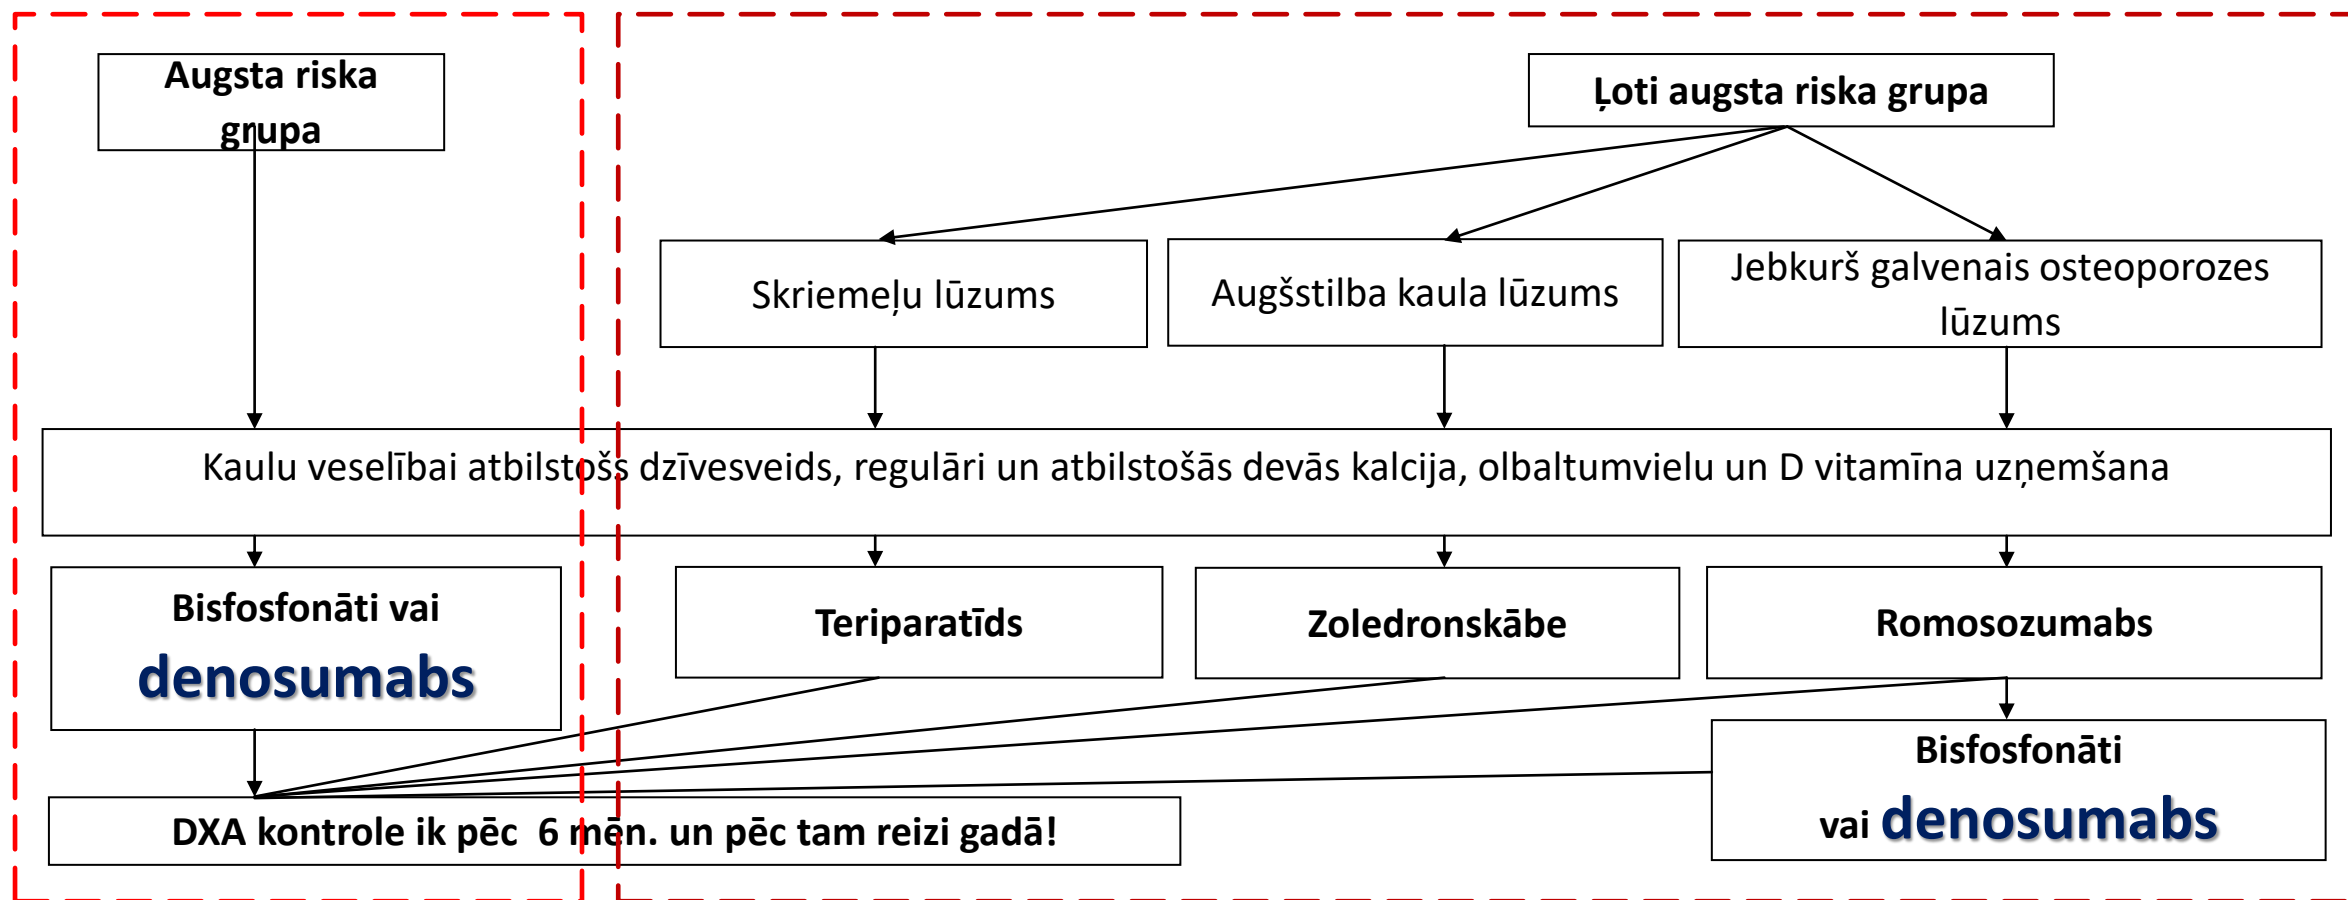 Augsta riska
grupa
Ļoti augsta riska grupa
Skriemeļu lūzums
Augšstilba kaula lūzums
Jebkurš galvenais osteoporozes
lūzums
Kaulu veselībai atbilstošs dzīvesveids, regulāri un atbilstošās devās kalcija, olbaltumvielu un D vitamīna uzņemšana
Bisfosfonāti vai
denosumabs
Teriparatīds
Zoledronskābe
Romosozumabs
Bisfosfonāti
vai denosumabs
DXA kontrole ik pēc  6 mēn. un pēc tam reizi gadā!